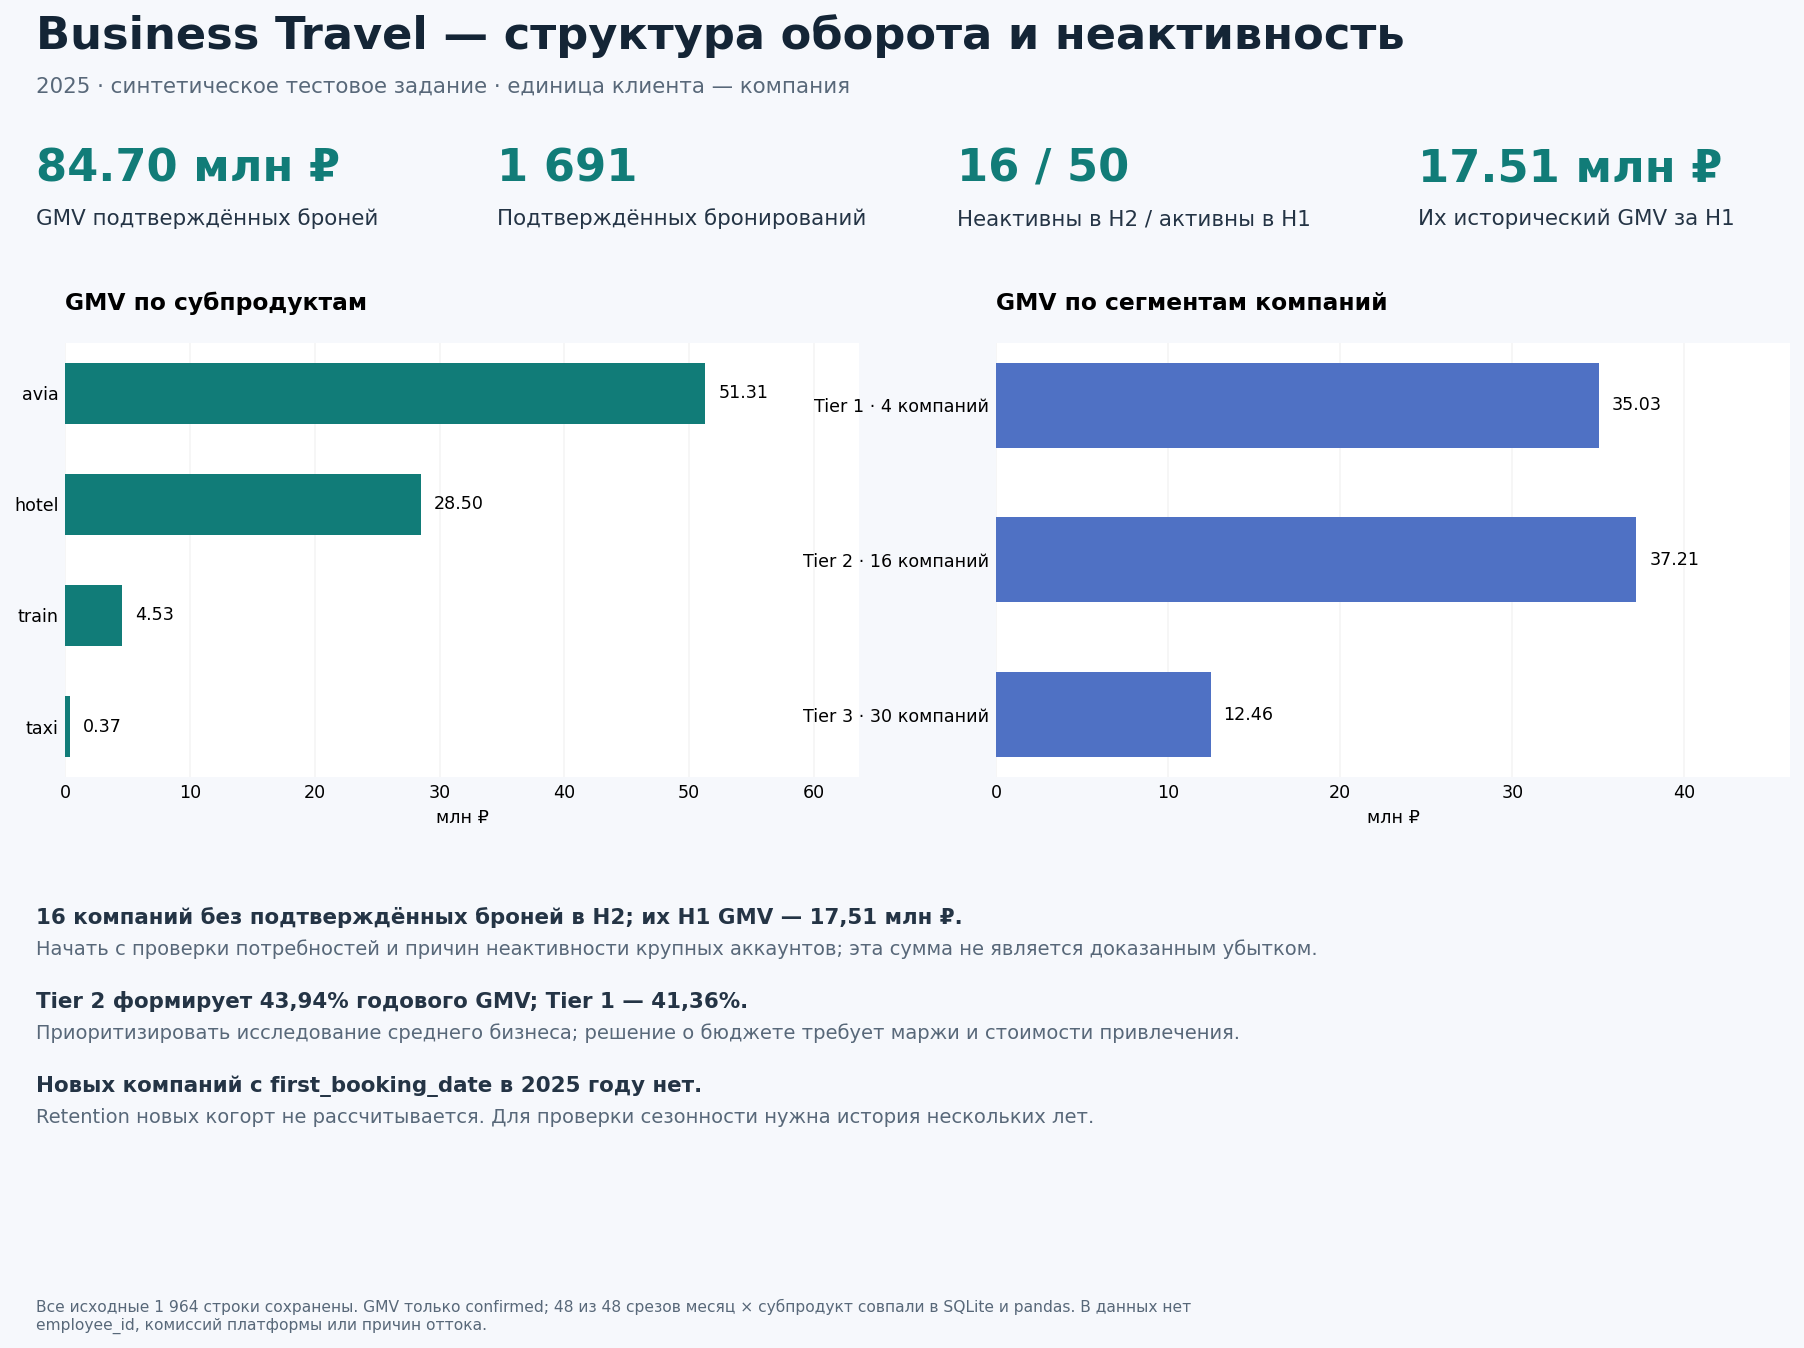 Business Travel — структура оборота и неактивность
2025 · синтетическое тестовое задание · единица клиента — компания
84.70 млн ₽
1 691
16 / 50
17.51 млн ₽
GMV подтверждённых броней
Подтверждённых бронирований
Неактивны в H2 / активны в H1
Их исторический GMV за H1
GMV по субпродуктам
avia
51.31
hotel
28.50
train
4.53
taxi
0.37
0
10
20
30
40
50
60
млн ₽
GMV по сегментам компаний
Tier 1 · 4 компаний
35.03
Tier 2 · 16 компаний
37.21
Tier 3 · 30 компаний
12.46
0
10
20
30
40
млн ₽
16 компаний без подтверждённых броней в H2; их H1 GMV — 17,51 млн ₽.
Начать с проверки потребностей и причин неактивности крупных аккаунтов; эта сумма не является доказанным убытком.
Tier 2 формирует 43,94% годового GMV; Tier 1 — 41,36%.
Приоритизировать исследование среднего бизнеса; решение о бюджете требует маржи и стоимости привлечения.
Новых компаний с first_booking_date в 2025 году нет.
Retention новых когорт не рассчитывается. Для проверки сезонности нужна история нескольких лет.
Все исходные 1 964 строки сохранены. GMV только confirmed; 48 из 48 срезов месяц × субпродукт совпали в SQLite и pandas. В данных нет
employee_id, комиссий платформы или причин оттока.